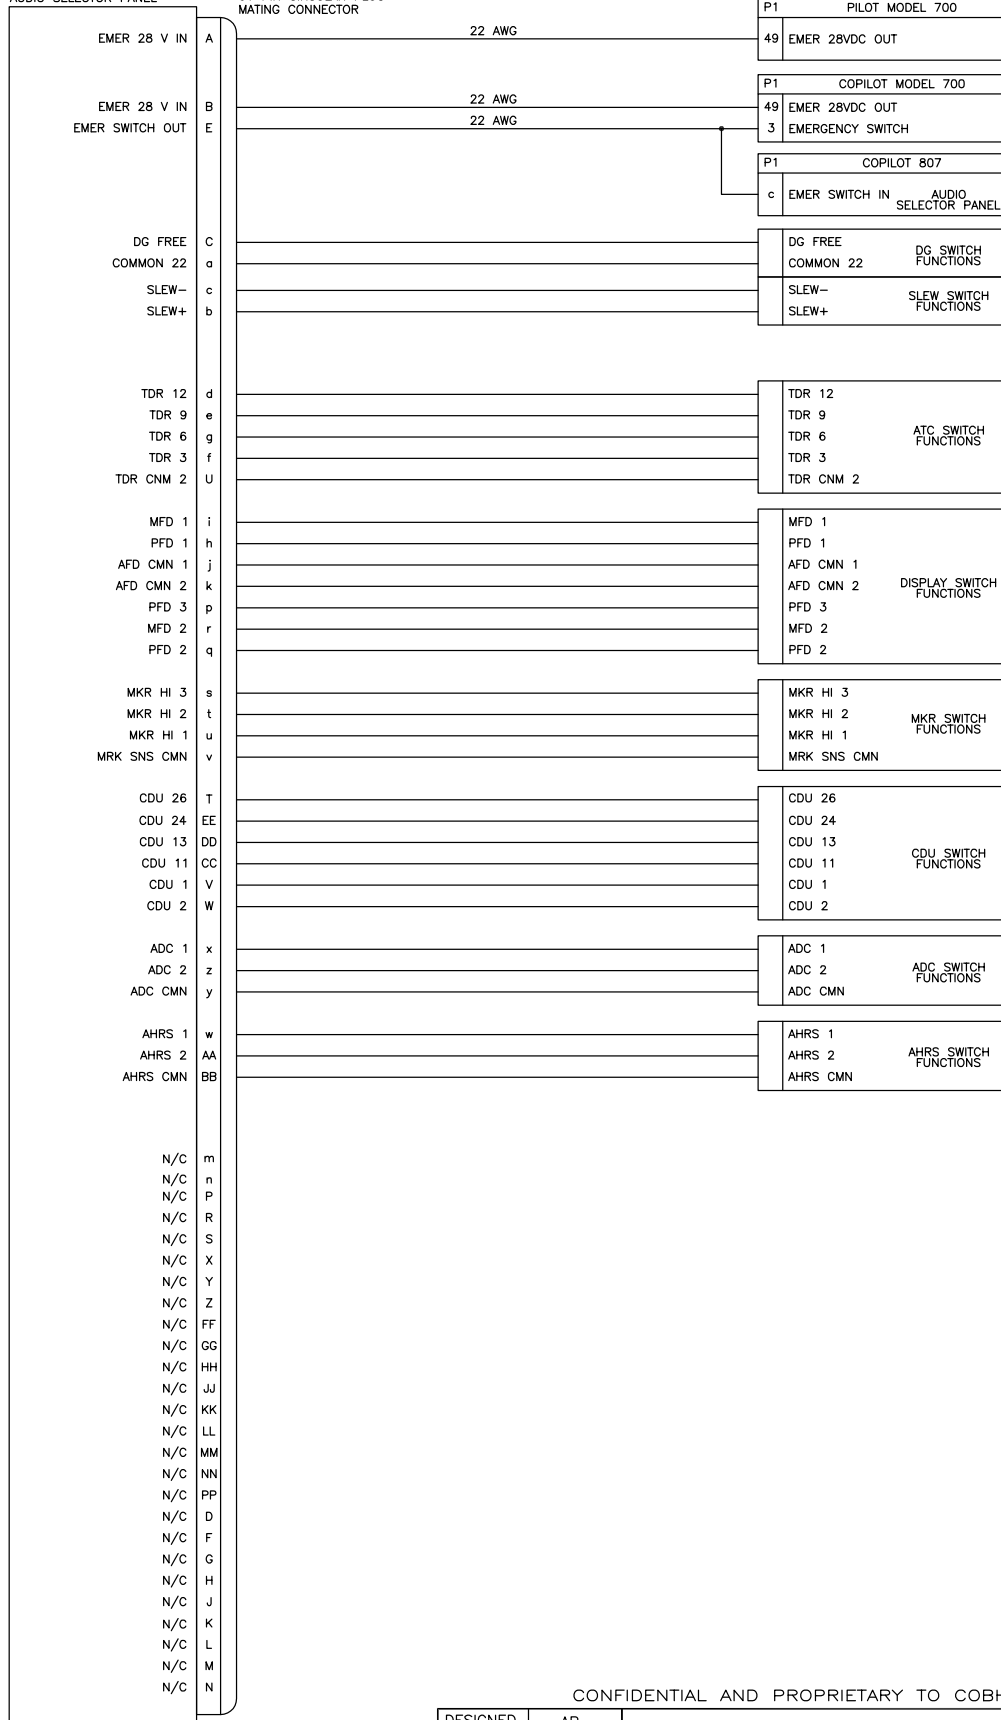 MATING CONNECTOR
P1 PILOT MODEL 700
EMER 28 V IN A 22 AWG 49 EMER 28VDC OUT
P1 COPILOT MODEL 700
EMER 28 V IN B 22 AWG 49 EMER 28VDC OUT
EMER SWITCH OUT E 22 AWG 3 EMERGENCY SWITCH
P1 COPILOT 807
c EMER SWITCH IN AUDIO
SELECTOR PANEL
DG FREE C DG FREE DG SWITCH
COMMON 22 a COMMON 22 FUNCTIONS
SLEW- c SLEW- SLEW SWITCH
SLEW+ b SLEW+ FUNCTIONS
TDR 12 d TDR 12
TDR 9 e TDR 9
TDR 6 g TDR 6 ATC SWITCH
FUNCTIONS
TDR 3 f TDR 3
TDR CNM 2 U TDR CNM 2
MFD 1 i MFD 1
PFD 1 h PFD 1
AFD CMN 1 j AFD CMN 1
AFD CMN 2 k AFD CMN 2 DISPLAY SWITCH
FUNCTIONS
PFD 3 p PFD 3
MFD 2 r MFD 2
PFD 2 q PFD 2
MKR HI 3 s MKR HI 3
MKR HI 2 t MKR HI 2 MKR SWITCH
MKR HI 1 u MKR HI 1 FUNCTIONS
MRK SNS CMN v MRK SNS CMN
CDU 26 T CDU 26
CDU 24 EE CDU 24
CDU 13 DD CDU 13
CDU 11 CC CDU 11 CDU SWITCH
FUNCTIONS
CDU 1 V CDU 1
CDU 2 W CDU 2
ADC 1 x ADC 1
ADC 2 z ADC 2 ADC SWITCH
FUNCTIONS
ADC CMN y ADC CMN
AHRS 1 w AHRS 1
AHRS 2 AA AHRS 2 AHRS SWITCH
FUNCTIONS
AHRS CMN BB AHRS CMN
N/C m
N/C n
N/C P
N/C R
N/C S
N/C X
N/C Y
N/C Z
N/C FF
N/C GG
N/C HH
N/C JJ
N/C KK
N/C LL
N/C MM
N/C NN
N/C PP
N/C D
N/C F
N/C G
N/C H
N/C J
N/C K
N/C L
N/C M
N/C N
CONFIDENTIAL AND PROPRIETARY TO COBH
DESIGNED